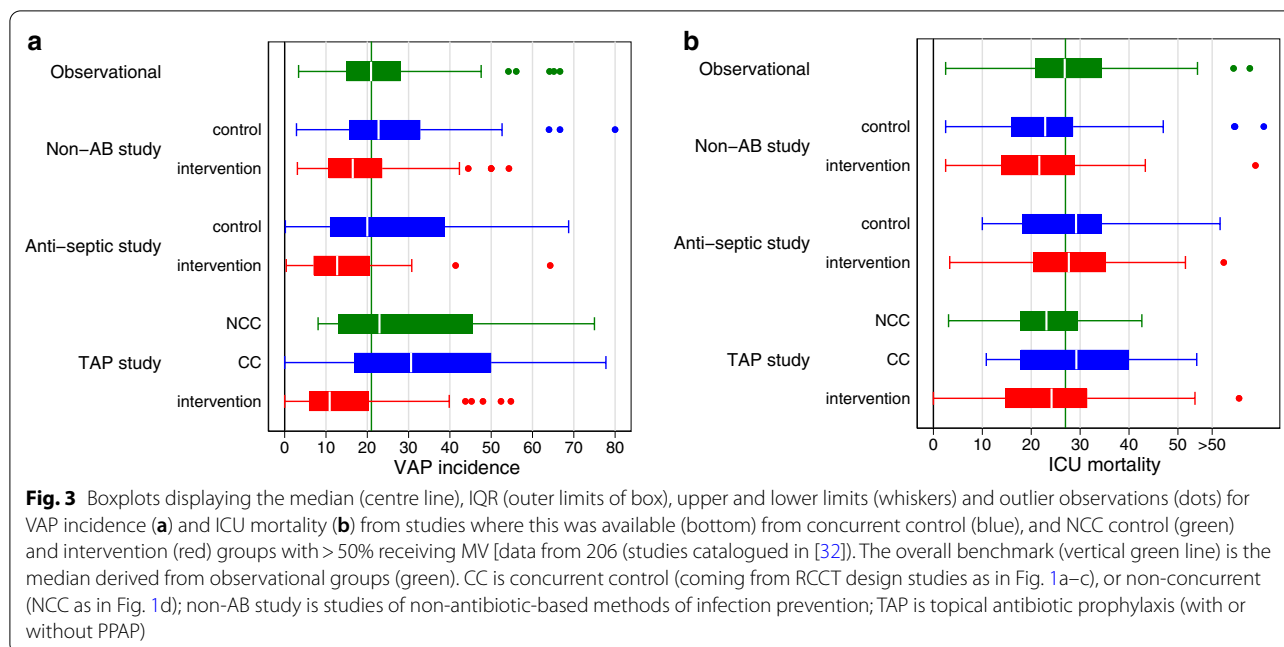 a
Observational
Non−AB study
control
intervention
Anti−septic study
control
intervention
TAP study
NCC
CC
intervention
0 10 20 30 40 50 60 70 80
VAP incidence
b
Observational
Non−AB study
control
intervention
Anti−septic study
control
intervention
TAP study
NCC
CC
intervention
0 10 20 30 40 50 >50
ICU mortality
Fig. 3 Boxplots displaying the median (centre line), IQR (outer limits of box), upper and lower limits (whiskers) and outlier observations (dots) for
VAP incidence (a) and ICU mortality (b) from studies where this was available (bottom) from concurrent control (blue), and NCC control (green)
and intervention (red) groups with > 50% receiving MV [data from 206 (studies catalogued in [32]). The overall benchmark (vertical green line) is the
median derived from observational groups (green). CC is concurrent control (coming from RCCT design studies as in Fig. 1a–c), or non-concurrent
(NCC as in Fig. 1d); non-AB study is studies of non-antibiotic-based methods of infection prevention; TAP is topical antibiotic prophylaxis (with or
without PPAP)